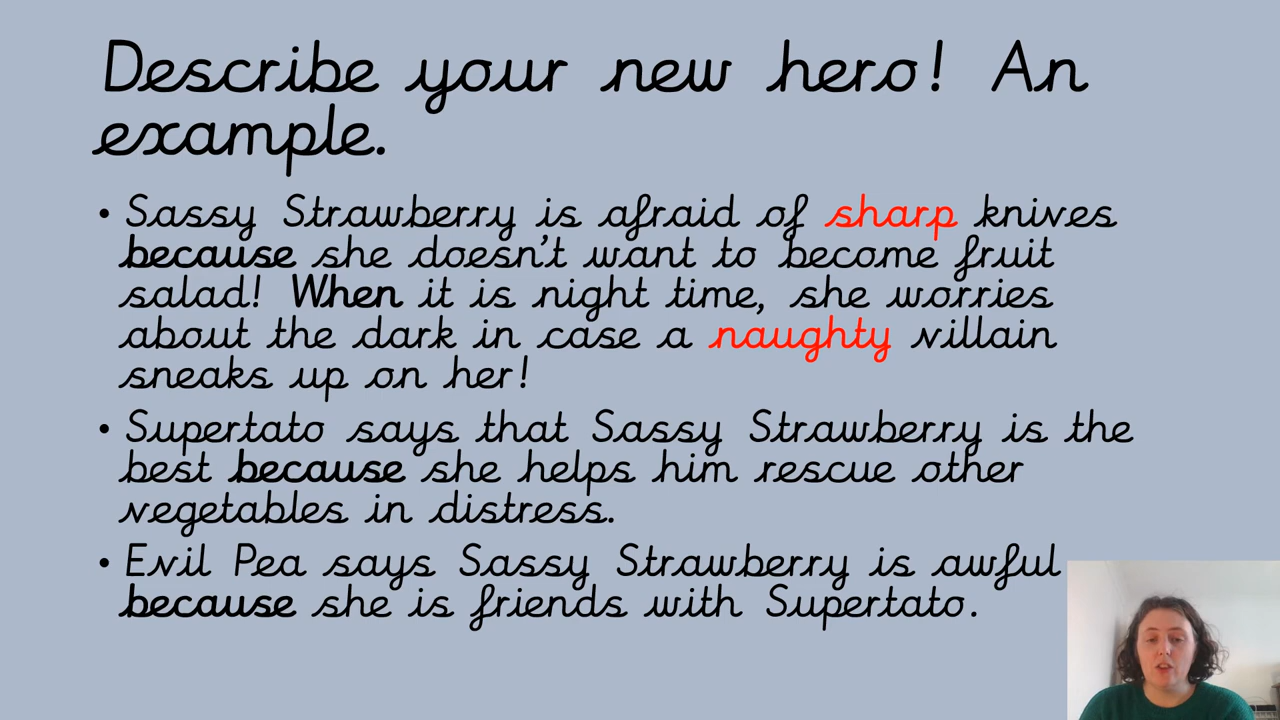 Describe your new hero! An
example.
• Sassy Strawberry is afraid of sharp knives
because she doesn't want to become fruit
salad! When it is night time, she worries
about the dark in case a naughty villain
sneaks up on her!
• Supertato says that Sassy Strawberry is the
best because she helps him rescue other
vegetables in distress.
• Evil Pea says Sassy Strawberry is awful
because she is friends with Supertato.